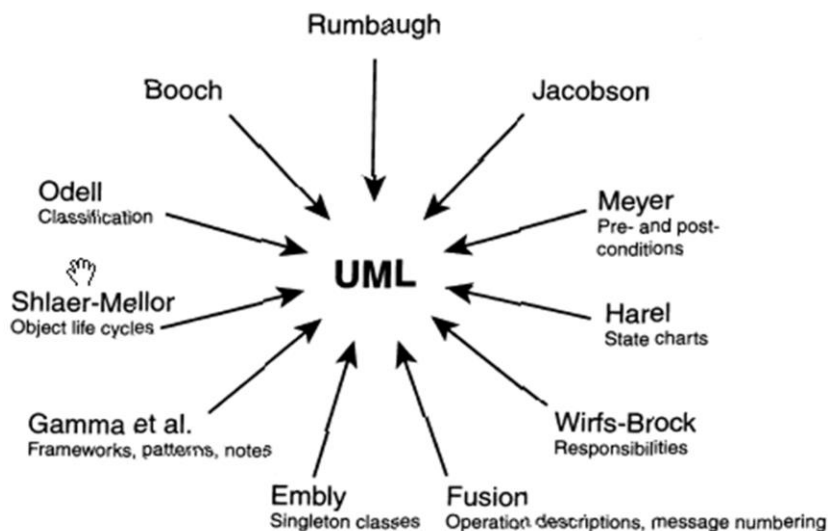 Rumbaugh
Booch
Jacobson
Odell
Classification
Meyer
Pre- and post-
conditions
UML
Shlaer-Mellor
Object life cycles
Harel
State charts
Gamma et al.
Frameworks, patterns, notes
Wirfs-Brock
Responsibilities
Embly
Singleton classes
Fusion
Operation descriptions, message numbering